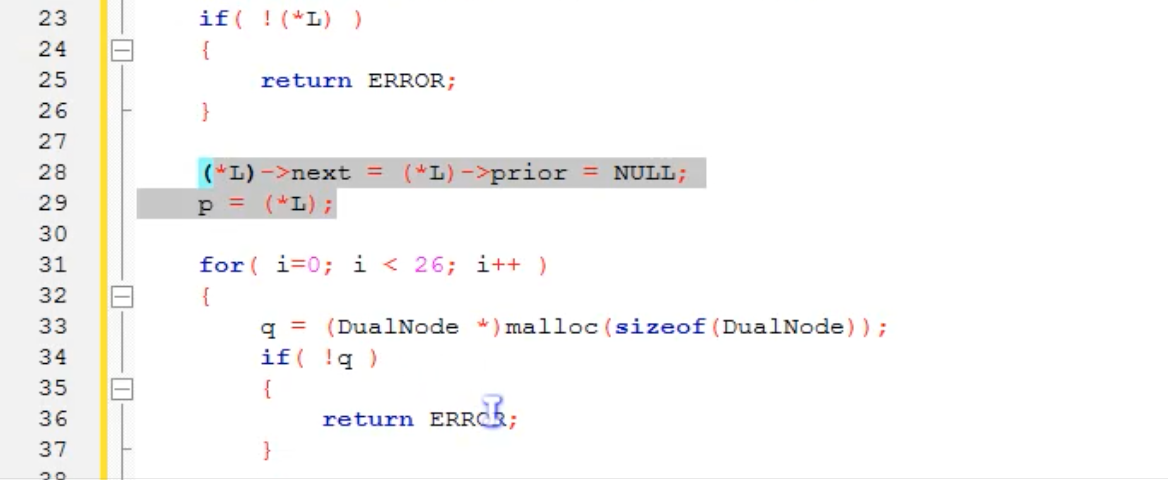 23 if( !(*L) )
24 {
25 return ERROR;
26 }
27
28 (*L)->next = (*L)->prior = NULL;
29 p = (*L);
30
31 for( i=0; i < 26; i++ )
32 {
33 q = (DualNode *)malloc(sizeof(DualNode));
34 if( !q )
35 {
36 return ERROR;
37 }
38